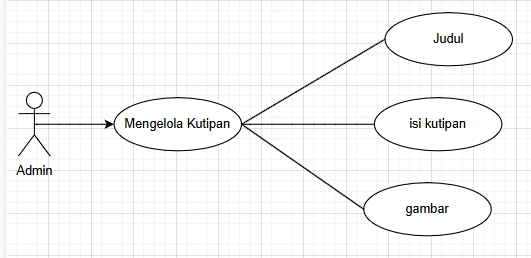 Judul
Mengelola Kutipan
isi kutipan
Admin
gambar